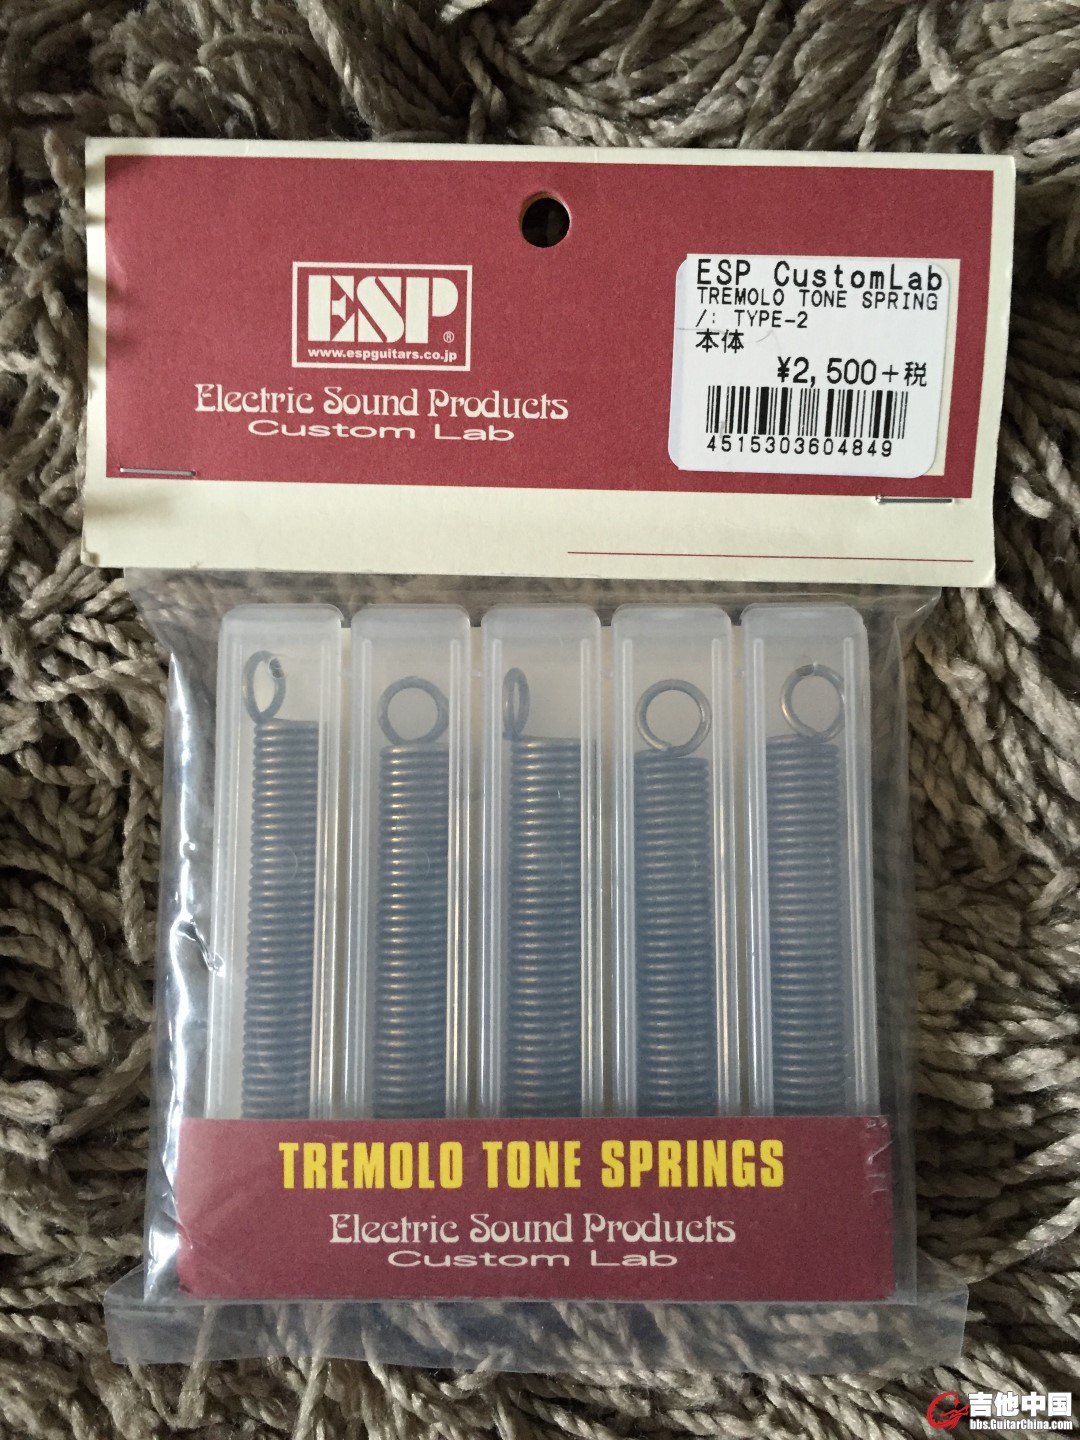 ESP®
www.espguitars.co.jp
Electric Sound Products
Custom Lab
ESP CustomLab
TREMOLO TONE SPRING
/: TYPE-2
本体
¥2,500+税
4515303604849
TREMOLO TONE SPRINGS
Electric Sound Products
Custom Lab
吉他中国
bbs.GuitarChina.com